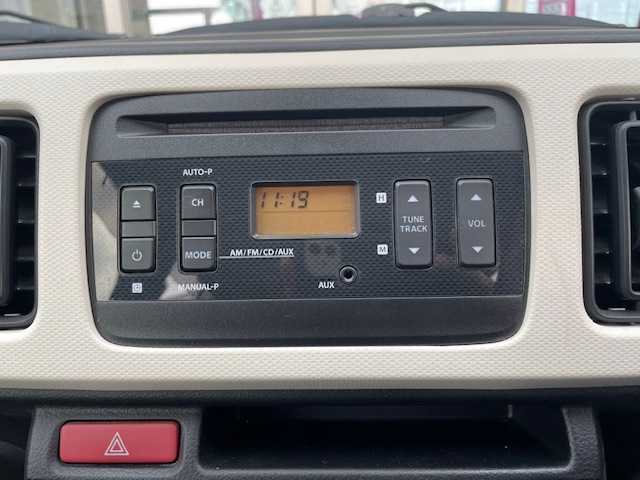 AUTO-P
CH
11:19
H
TUNE
TRACK
VOL
MODE
AM/FM/CD/AUX
M
C
MANUAL-P
AUX